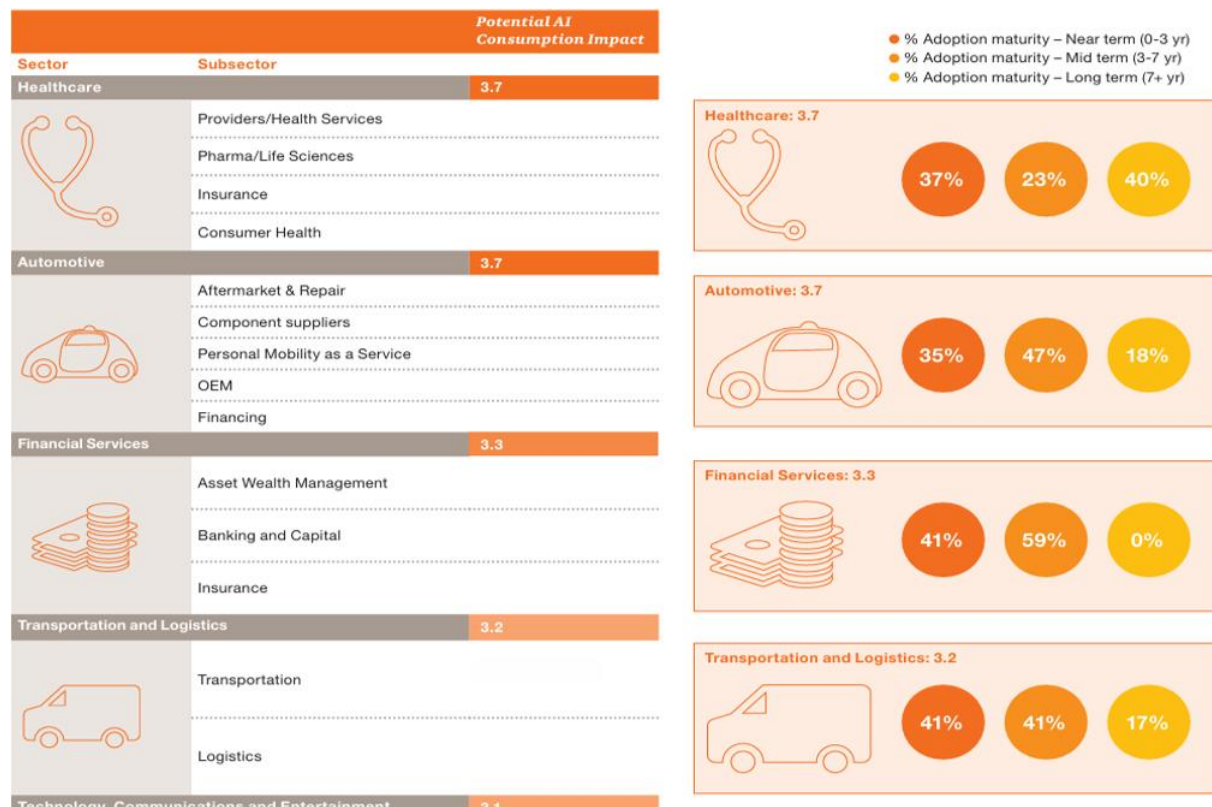 Potential AI
Consumption Impact
Sector Subsector
Healthcare 3.7
Providers/Health Services
Pharma/Life Sciences
Insurance
Consumer Health
Automotive 3.7
Aftermarket & Repair
Component suppliers
Personal Mobility as a Service
OEM
Financing
Financial Services 3.3
Asset Wealth Management
Banking and Capital
Insurance
Transportation and Logistics 3.2
Transportation
Logistics
Technology, Communications and Entertainment 3.1
% Adoption maturity – Near term (0-3 yr)
% Adoption maturity – Mid term (3-7 yr)
% Adoption maturity – Long term (7+ yr)
Healthcare: 3.7
37% 23% 40%
Automotive: 3.7
35% 47% 18%
Financial Services: 3.3
41% 59% 0%
Transportation and Logistics: 3.2
41% 41% 17%